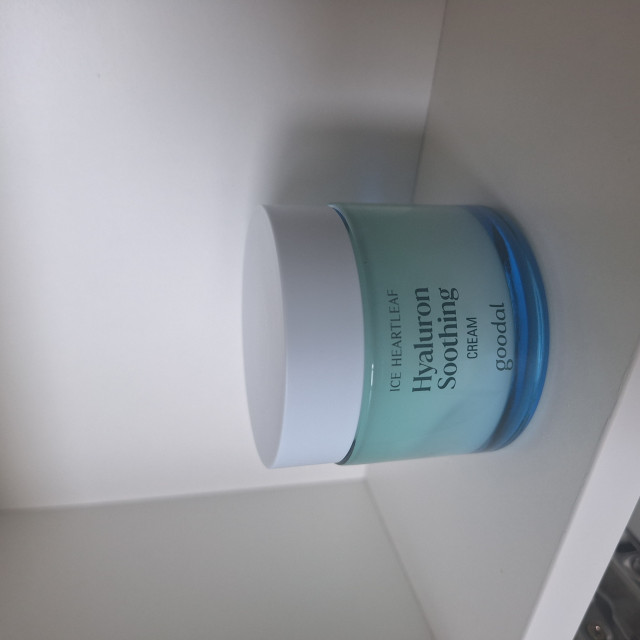 ICE HEARTLEAF
Hyaluron
Soothing
CREAM
goodal